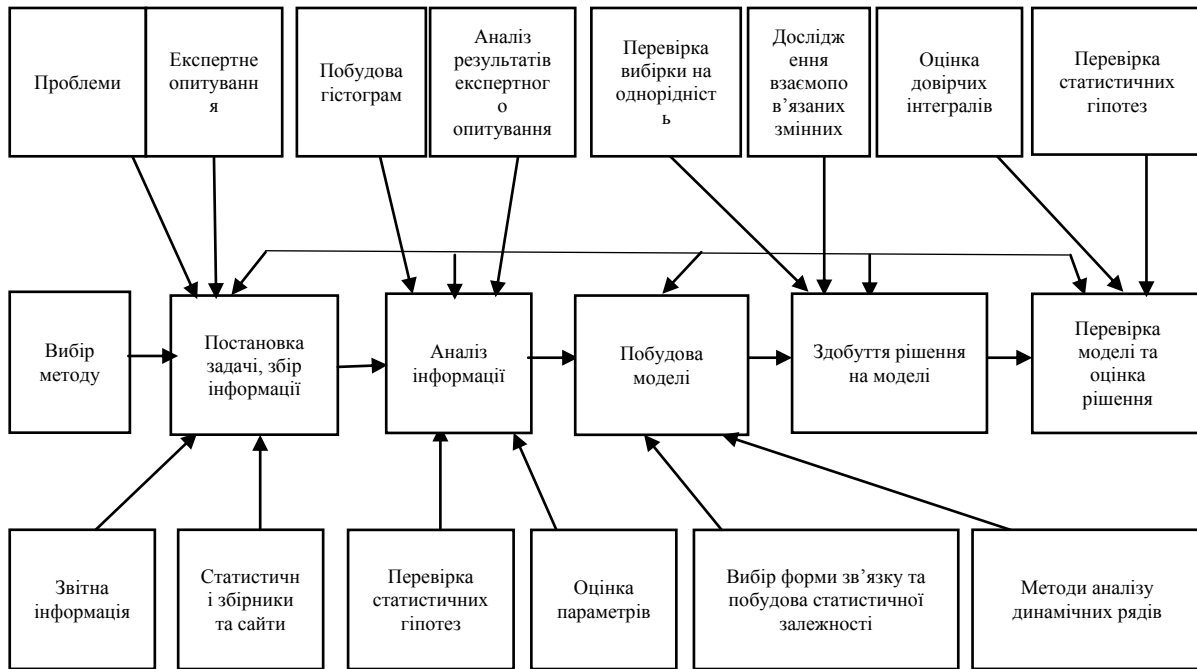 Проблеми
Експертне
опитуванн
я
Побудова
гістограм
Аналіз
результатів
експертног
о
опитування
Перевірка
вибірки на
однорідніст
ь
Дослідж
ення
взаємопо
в’язаних
змінних
Оцінка
довірчих
інтегралів
Перевірка
статистичних
гіпотез
Вибір
методу
Постановка
задачі, збір
інформації
Аналіз
інформації
Побудова
моделі
Здобуття рішення
на моделі
Перевірка
моделі та
оцінка
рішення
Звітна
інформація
Статистичн
і збірники
та сайти
Перевірка
статистичних
гіпотез
Оцінка
параметрів
Вибір форми зв’язку та
побудова статистичної
залежності
Методи аналізу
динамічних рядів